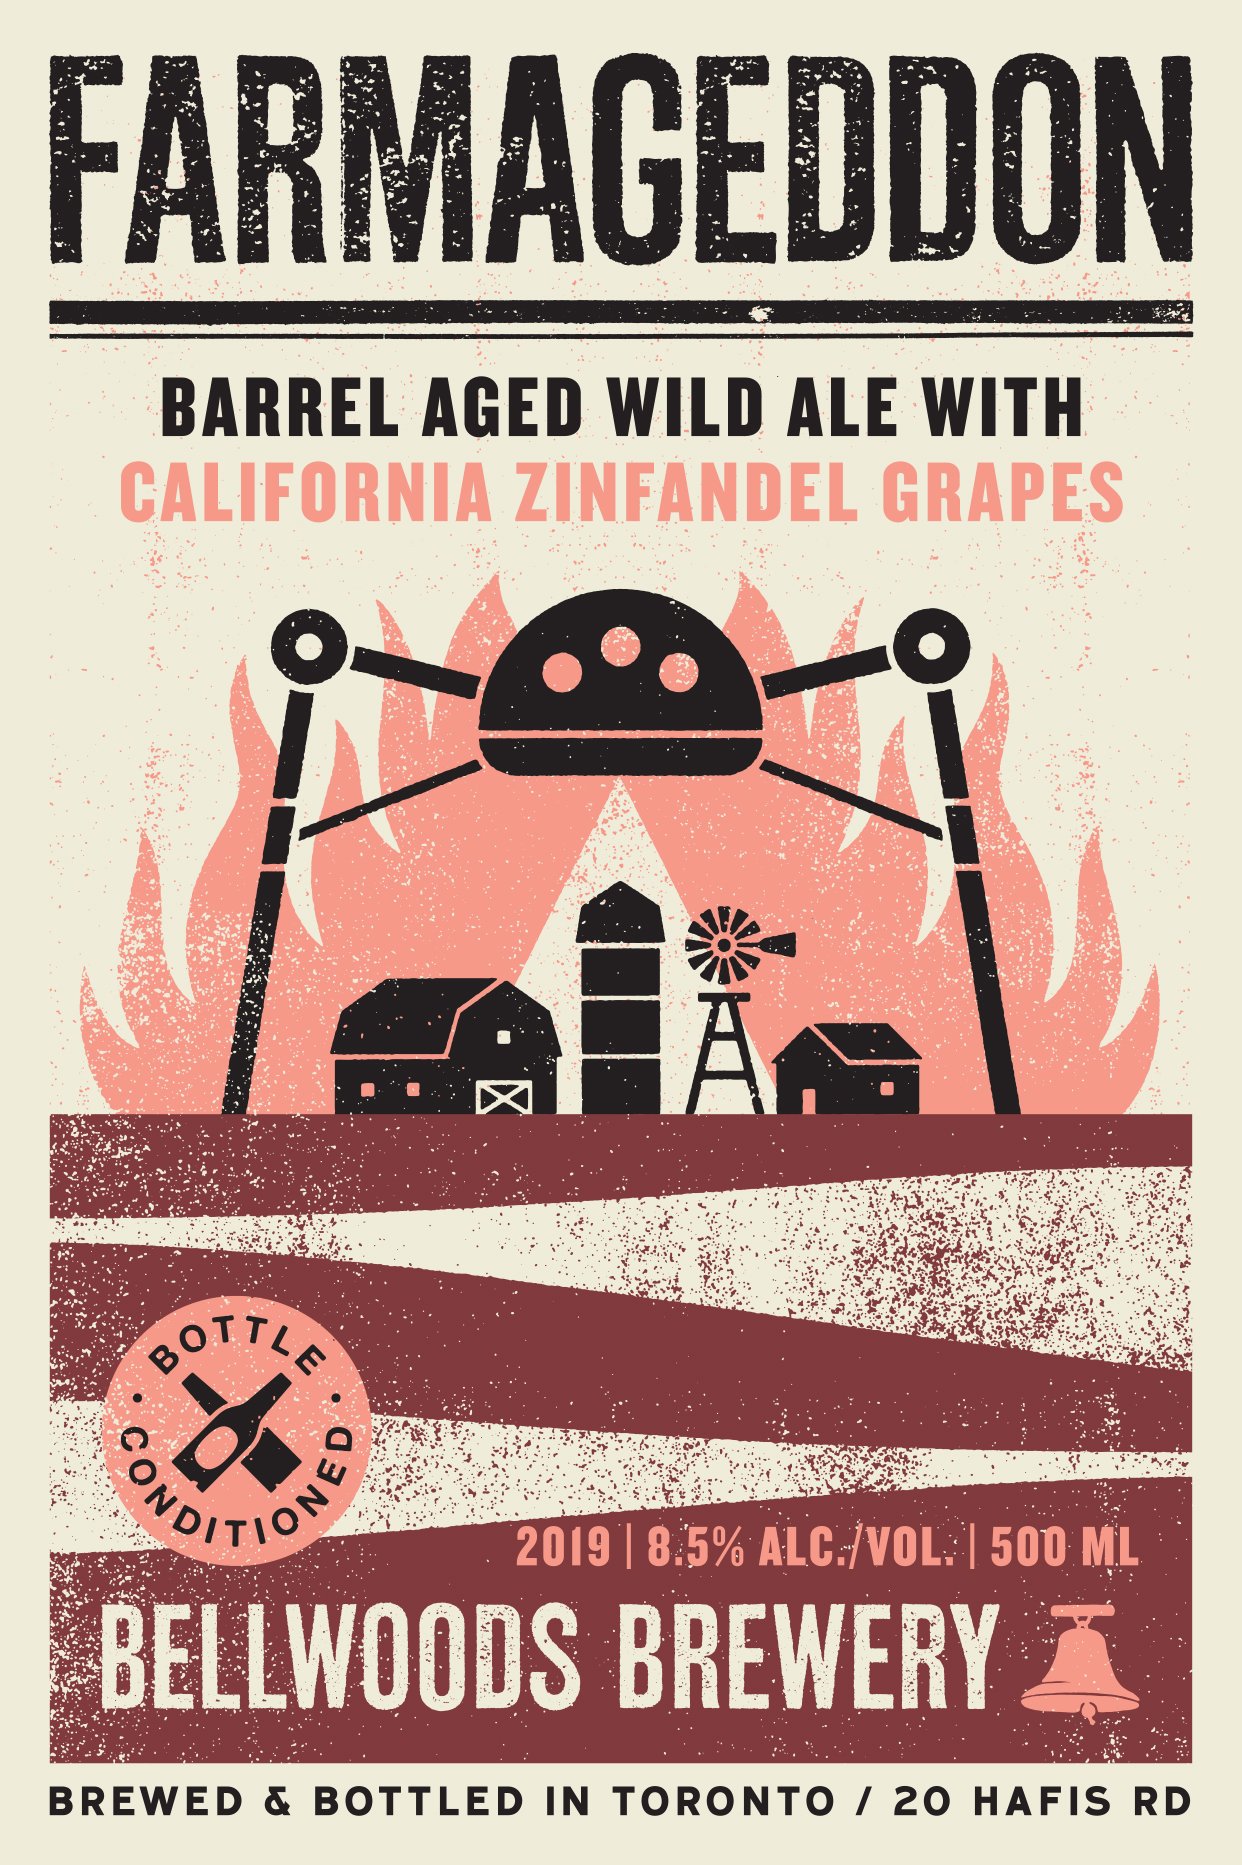 FARMAGEDDON
BARREL AGED WILD ALE WITH
CALIFORNIA ZINFANDEL GRAPES
BOTTLE
CONDITIONED
2019 | 8.5% ALC./VOL. | 500 ML
BELLWOODS BREWERY
BREWED & BOTTLED IN TORONTO / 20 HAFIS RD